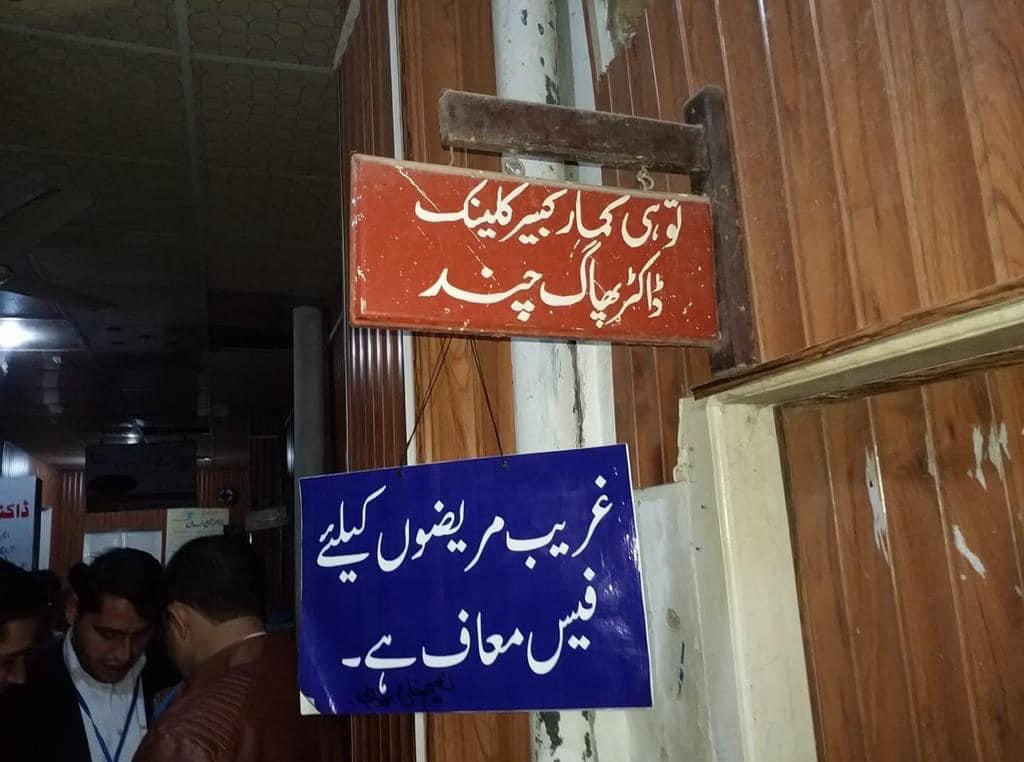 توہی کمار کبیر کلینک
ڈاکٹر پھاگ چند
غریب مریضوں کیلئے
فیس معاف ہے۔